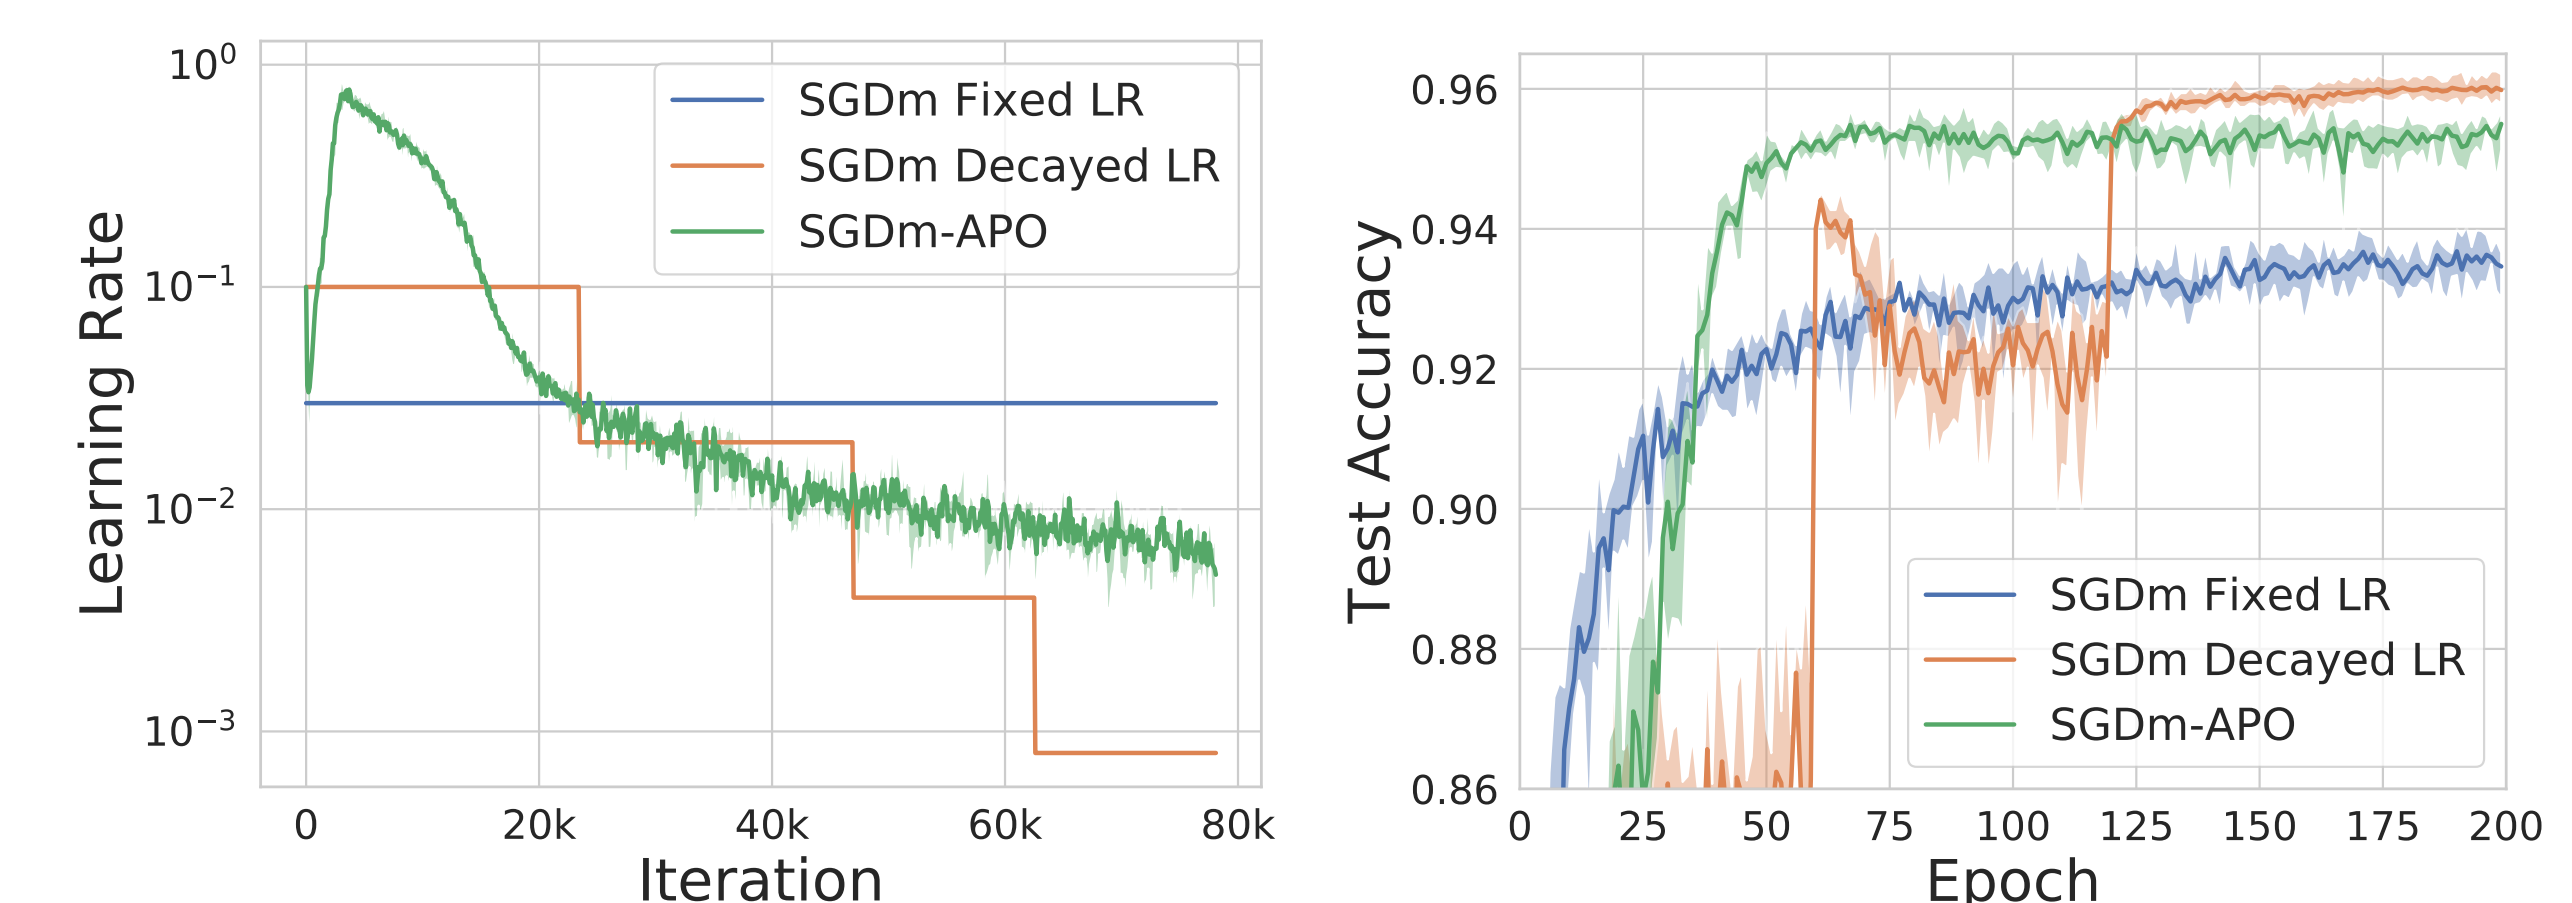 Learning Rate
10⁰
10⁻¹
10⁻²
10⁻³
SGDm Fixed LR
SGDm Decayed LR
SGDm-APO
0 20k 40k 60k 80k
Iteration
Test Accuracy
0.96
0.94
0.92
0.90
0.88
0.86
SGDm Fixed LR
SGDm Decayed LR
SGDm-APO
0 25 50 75 100 125 150 175 200
Epoch